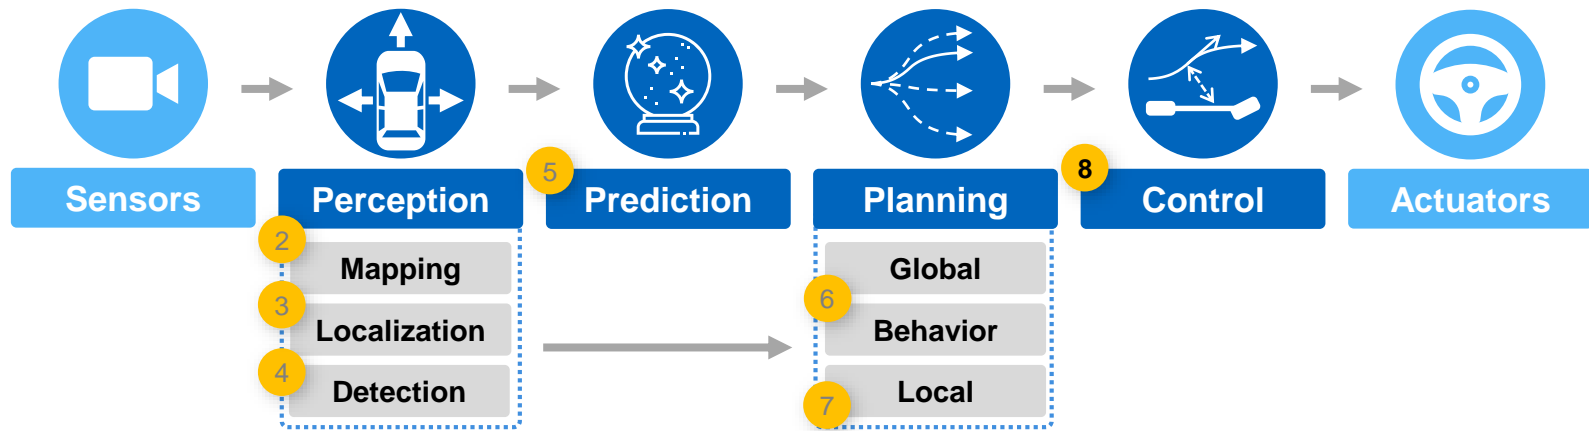 Sensors
Perception
5
Prediction
Planning
8
Control
Actuators
2
Mapping
3
Localization
4
Detection
Global
6
Behavior
7
Local